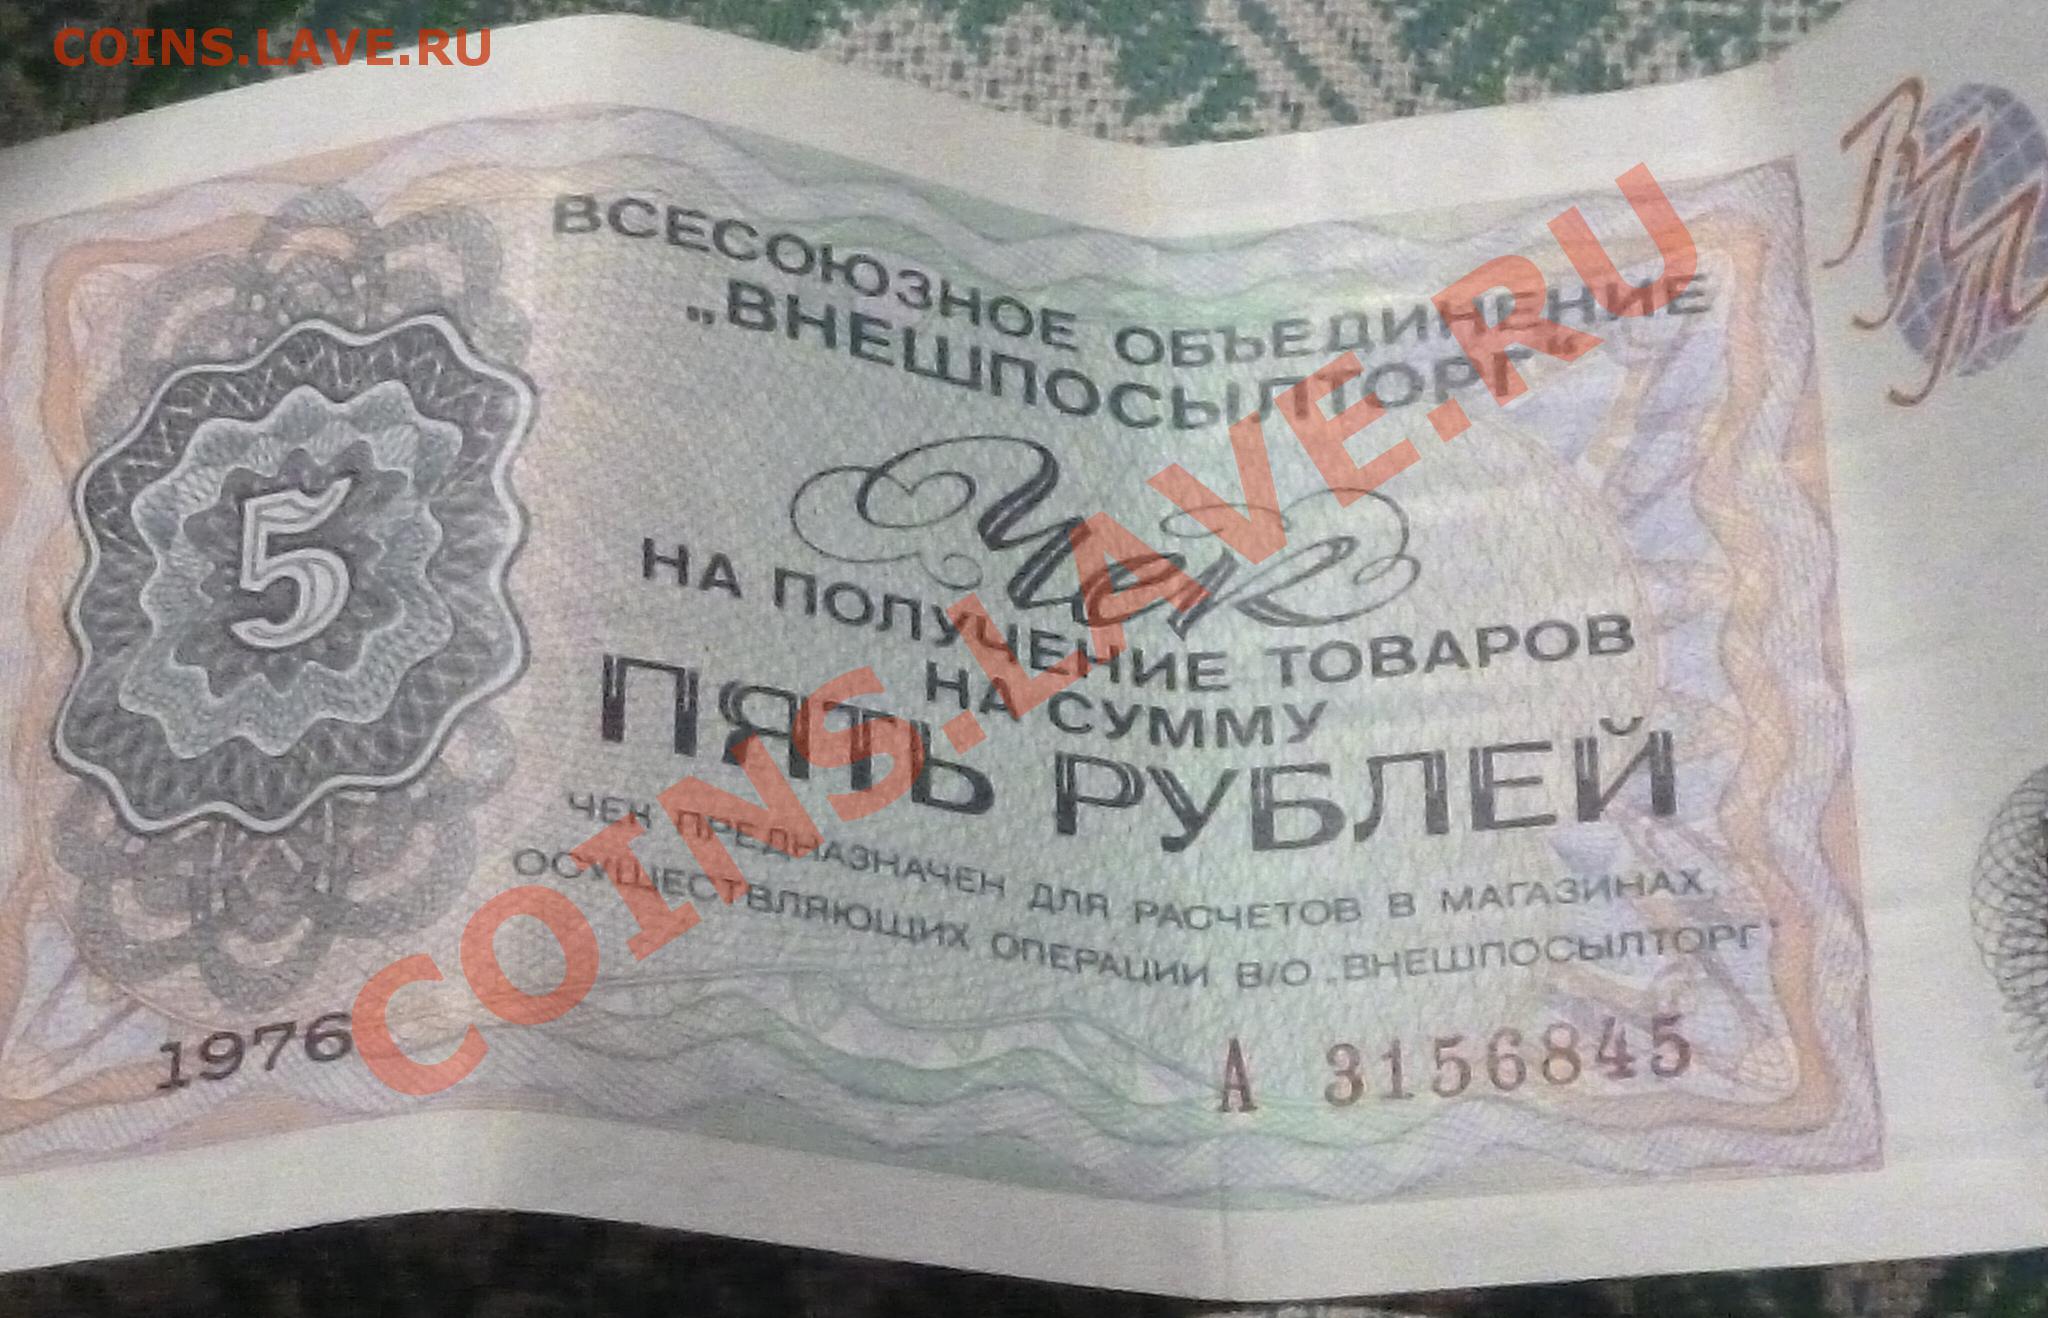 COINS.LAVE.RU
ВПТ
ВСЕСОЮЗНОЕ ОБЪЕДИНЕНИЕ
„ВНЕШПОСЫЛТОРГ“
Чек
НА ПОЛУЧЕНИЕ ТОВАРОВ
НА СУММУ
ПЯТЬ РУБЛЕЙ
5
ЧЕК ПРЕДНАЗНАЧЕН ДЛЯ РАСЧЕТОВ В МАГАЗИНАХ,
ОСУЩЕСТВЛЯЮЩИХ ОПЕРАЦИИ В/О „ВНЕШПОСЫЛТОРГ“
1976
А 3156845
COINS.LAVE.RU